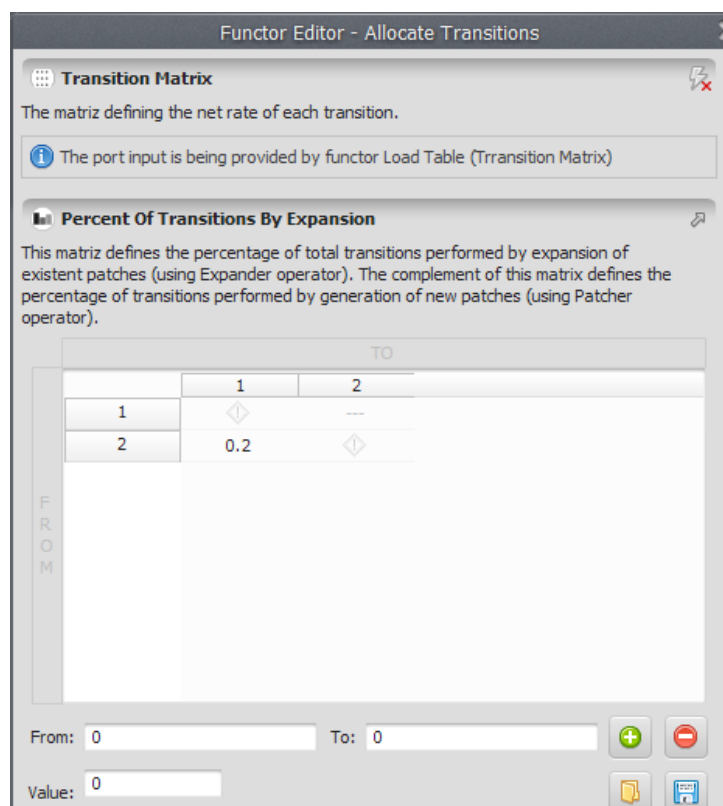 Functor Editor - Allocate Transitions
Transition Matrix
The matriz defining the net rate of each transition.
The port input is being provided by functor Load Table (Trransition Matrix)
Percent Of Transitions By Expansion
This matriz defines the percentage of total transitions performed by expansion of
existent patches (using Expander operator). The complement of this matrix defines the
percentage of transitions performed by generation of new patches (using Patcher
operator).
TO
1 2
1 ---
2 0.2
FROM
From: 0 To: 0
Value: 0